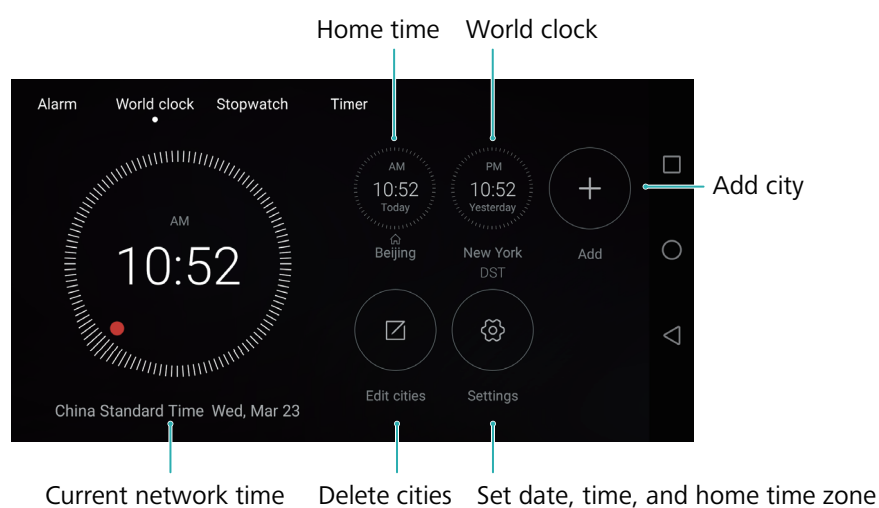 Home time World clock
Alarm World clock Stopwatch Timer
AM
10:52
Today
Beijing
PM
10:52
Yesterday
New York
DST
Add
Add city
AM
10:52
Edit cities
Settings
China Standard Time Wed, Mar 23
Current network time
Delete cities
Set date, time, and home time zone